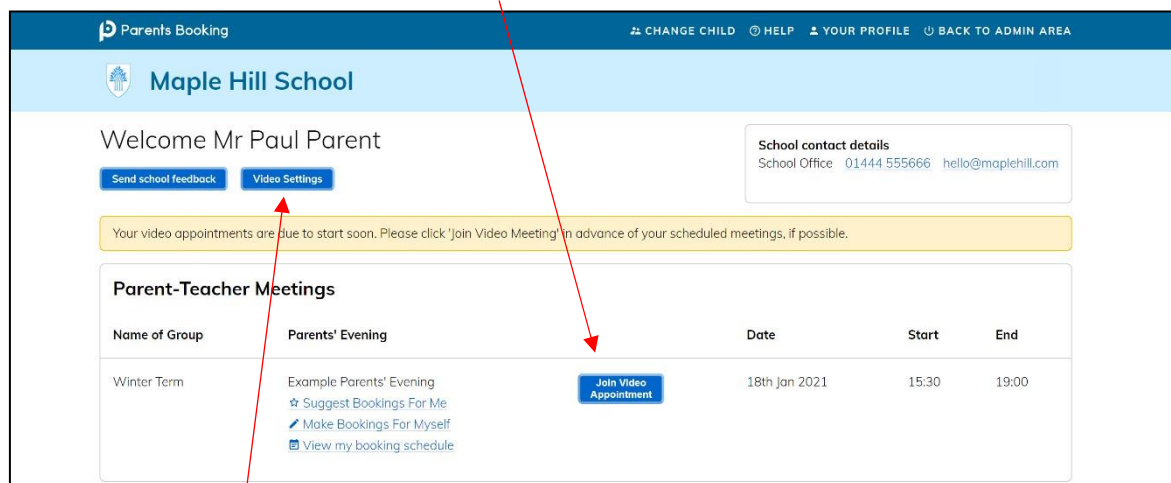 Parents Booking
CHANGE CHILD HELP YOUR PROFILE BACK TO ADMIN AREA
Maple Hill School
Welcome Mr Paul Parent
Send school feedback Video Settings
School contact details
School Office 01444 555666 hello@maplehill.com
Your video appointments are due to start soon. Please click 'Join Video Meeting' in advance of your scheduled meetings, if possible.
Parent-Teacher Meetings
Name of Group Parents' Evening Date Start End
Winter Term Example Parents' Evening Join Video Appointment 18th Jan 2021 15:30 19:00
Suggest Bookings For Me
Make Bookings For Myself
View my booking schedule